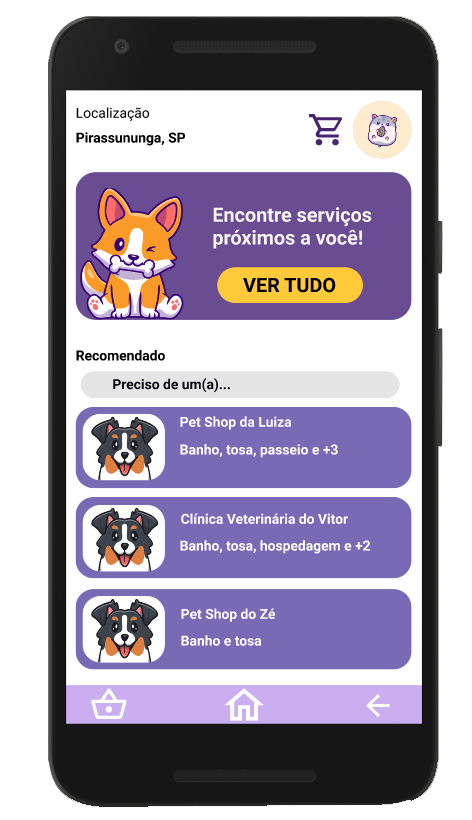 Localização
Pirassununga, SP
Encontre serviços
próximos a você!
VER TUDO
Recomendado
Preciso de um(a)...
Pet Shop da Luiza
Banho, tosa, passeio e +3
Clínica Veterinária do Vitor
Banho, tosa, hospedagem e +2
Pet Shop do Zé
Banho e tosa